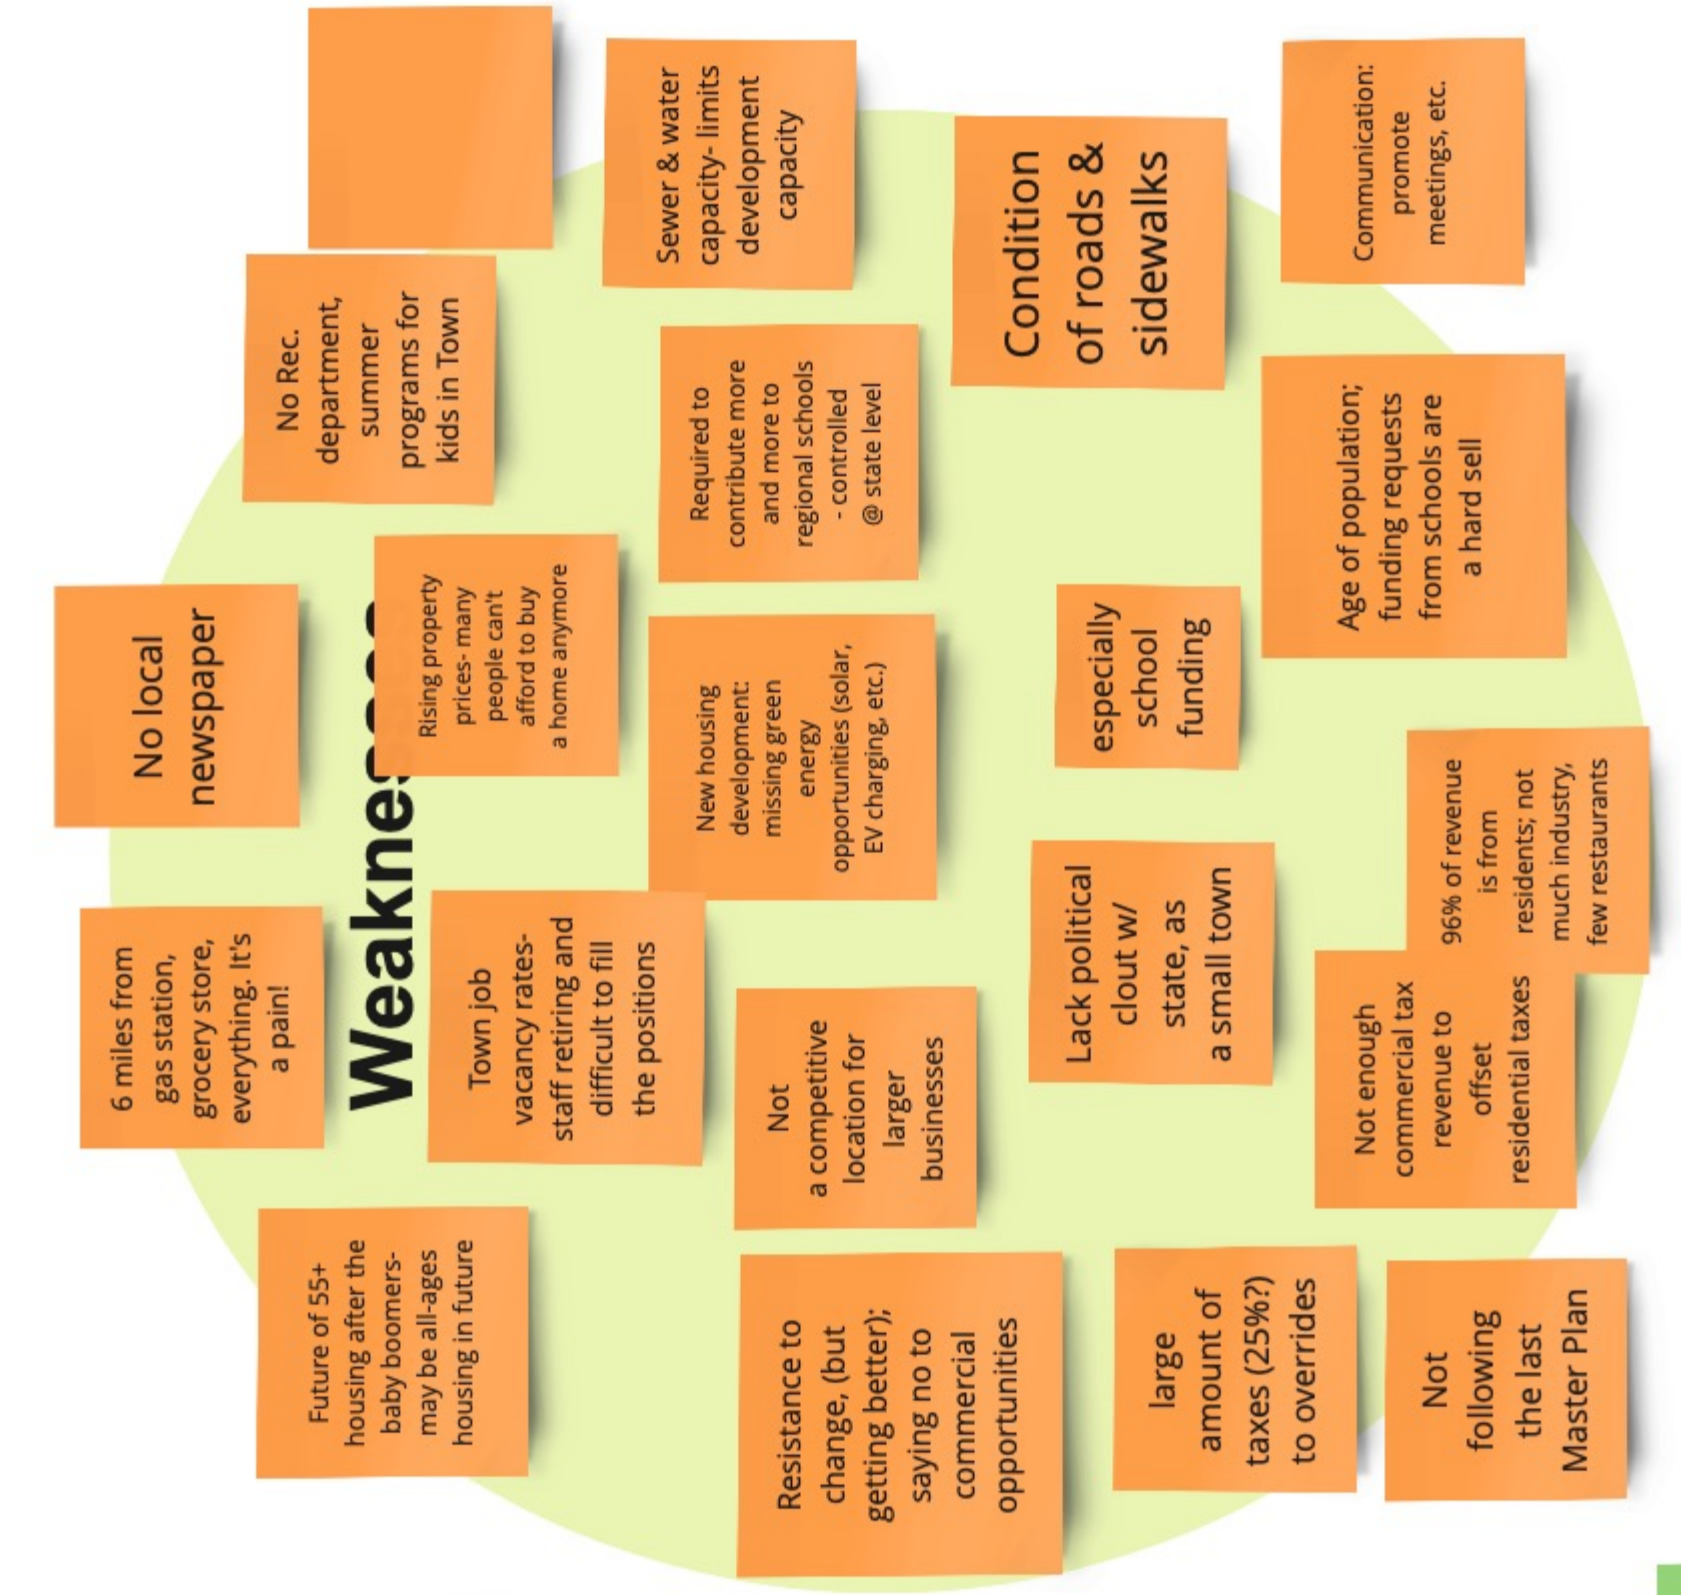 6 miles from
gas station,
grocery store,
everything. It's
a pain!
No local
newspaper
Weaknesses
Future of 55+
housing after the
baby boomers-
may be all-ages
housing in future
Town job
vacancy rates-
staff retiring and
difficult to fill
the positions
Rising property
prices- many
people can't
afford to buy
a home anymore
No Rec.
department,
summer
programs for
kids in Town
Resistance to
change, (but
getting better);
saying no to
commercial
opportunities
Not
a competitive
location for
larger
businesses
New housing
development:
missing green
energy
opportunities (solar,
EV charging, etc.)
Required to
contribute more
and more to
regional schools
- controlled
@ state level
Sewer & water
capacity- limits
development
capacity
large
amount of
taxes (25%?)
to overrides
Lack political
clout w/
state, as
a small town
especially
school
funding
Condition
of roads &
sidewalks
Not
following
the last
Master Plan
Not enough
commercial tax
revenue to
offset
residential taxes
96% of revenue
is from
residents; not
much industry,
few restaurants
Age of population;
funding requests
from schools are
a hard sell
Communication:
promote
meetings, etc.